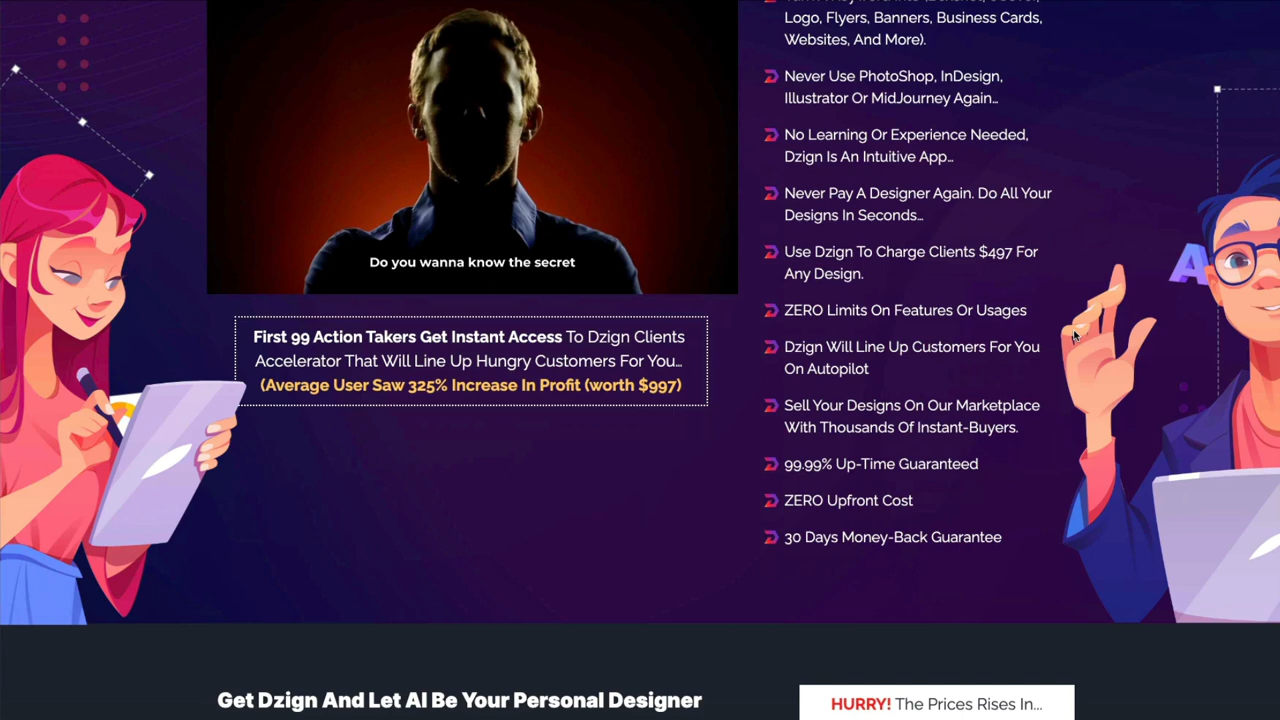 Do you wanna know the secret
First 99 Action Takers Get Instant Access To Dzign Clients
Accelerator That Will Line Up Hungry Customers For You...
(Average User Saw 325% Increase In Profit (worth $997)
Logo, Flyers, Banners, Business Cards,
Websites, And More).
Never Use PhotoShop, InDesign,
Illustrator Or MidJourney Again...
No Learning Or Experience Needed,
Dzign Is An Intuitive App...
Never Pay A Designer Again. Do All Your
Designs In Seconds...
Use Dzign To Charge Clients $497 For
Any Design.
ZERO Limits On Features Or Usages
Dzign Will Line Up Customers For You
On Autopilot
Sell Your Designs On Our Marketplace
With Thousands Of Instant-Buyers.
99.99% Up-Time Guaranteed
ZERO Upfront Cost
30 Days Money-Back Guarantee
A
Get Dzign And Let AI Be Your Personal Designer
HURRY! The Prices Rises In...